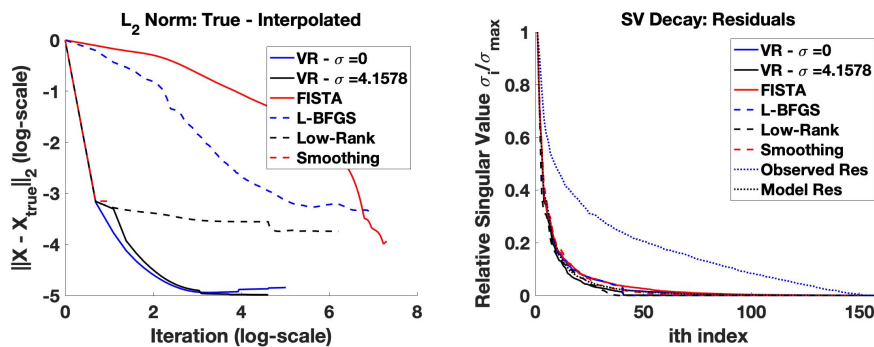 L2 Norm: True - Interpolated
0
-1
-2
-3
-4
-5
||X - Xtrue||2 (log-scale)
0
2
4
6
8
Iteration (log-scale)
VR - σ =0
VR - σ =4.1578
FISTA
L-BFGS
Low-Rank
Smoothing
SV Decay: Residuals
1
0.8
0.6
0.4
0.2
0
Relative Singular Value σi/σmax
0
50
100
150
ith index
VR - σ =0
VR - σ =4.1578
FISTA
L-BFGS
Low-Rank
Smoothing
Observed Res
Model Res